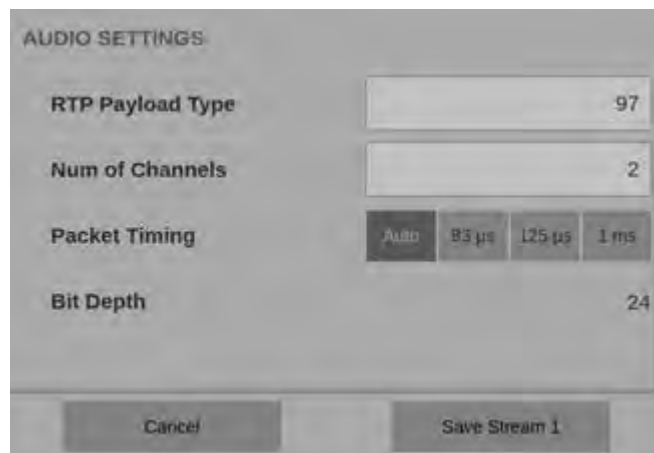 AUDIO SETTINGS
RTP Payload Type 97
Num of Channels 2
Packet Timing Auto 83 µs 125 µs 1 ms
Bit Depth 24
Cancel Save Stream 1